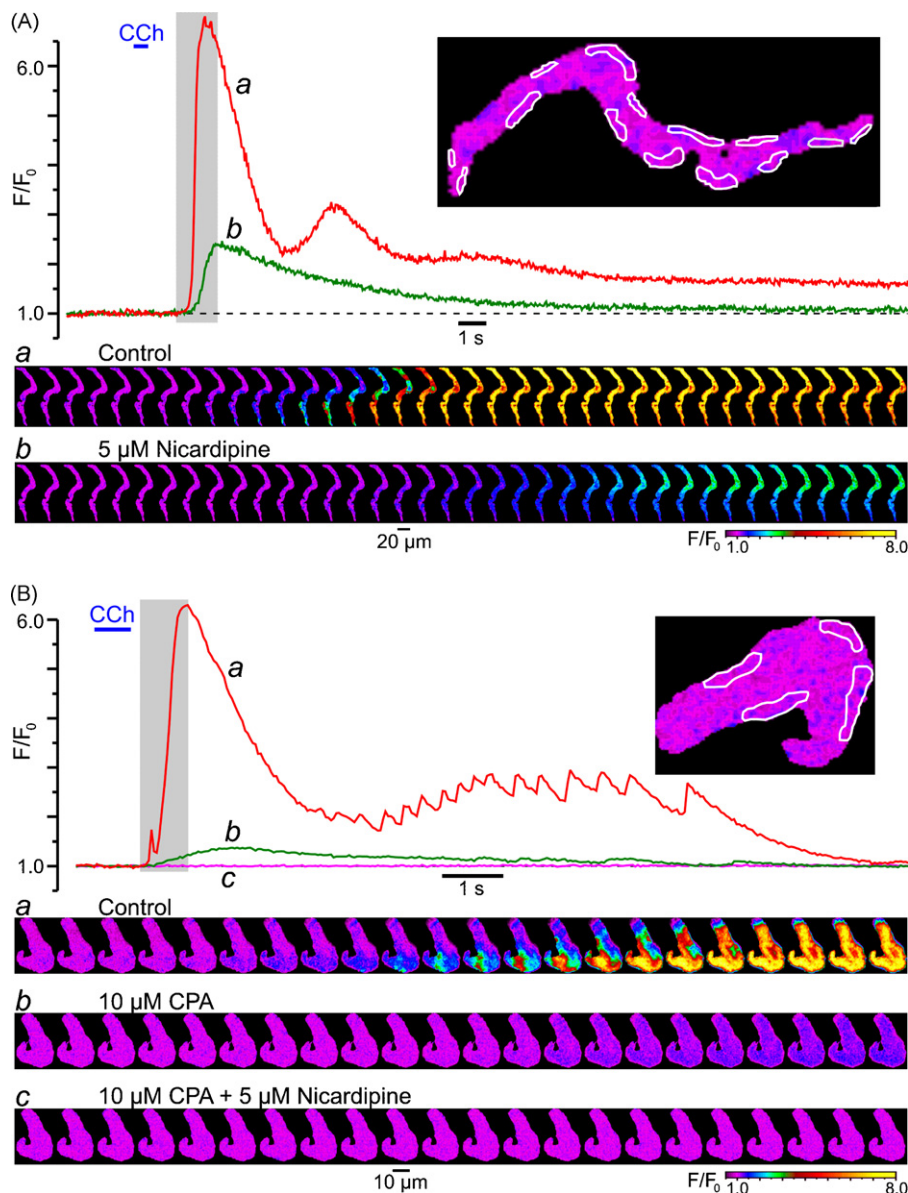 (A)
CCh
6.0
a
b
F/F₀
1.0
1 s
a Control
b 5 µM Nicardipine
20 µm
F/F₀ 1.0 8.0
(B)
CCh
6.0
a
F/F₀
b
1.0
c
1 s
a Control
b 10 µM CPA
c 10 µM CPA + 5 µM Nicardipine
10 µm
F/F₀ 1.0 8.0